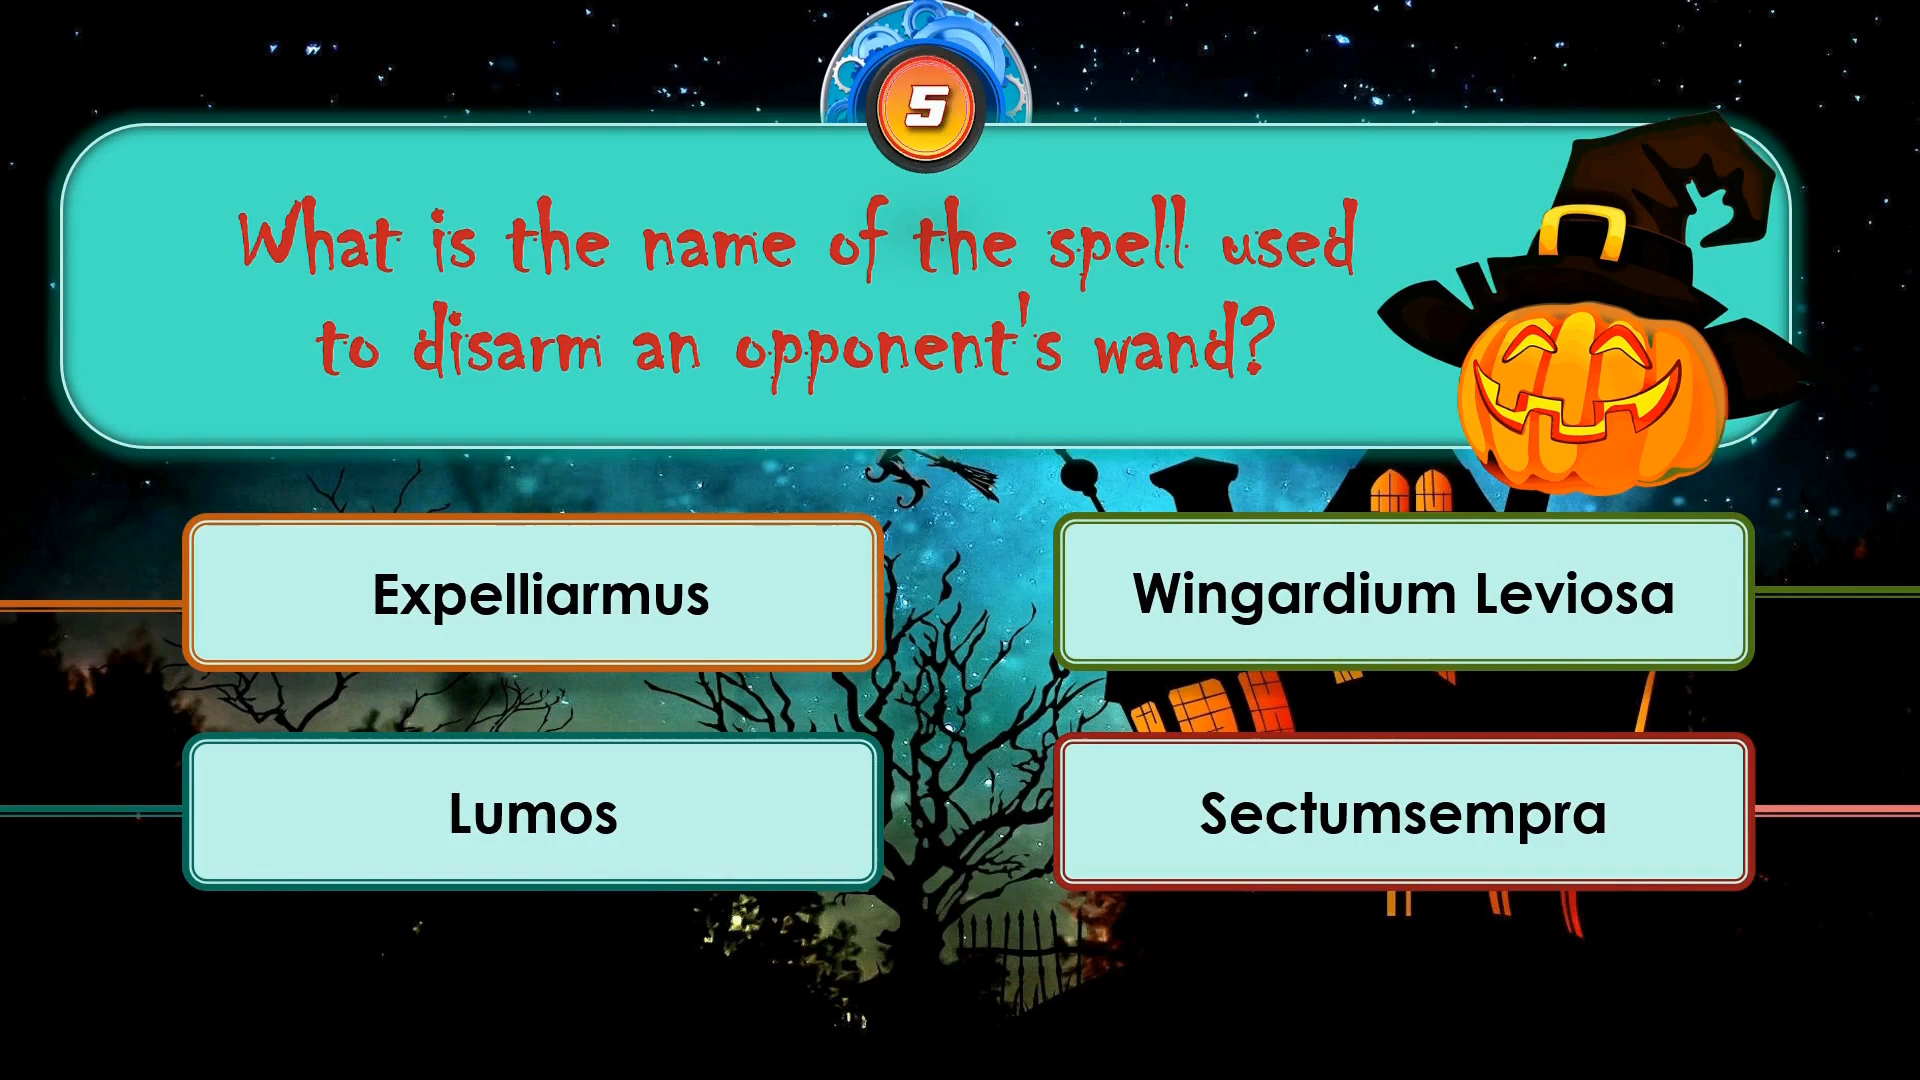 5
What is the name of the spell used
to disarm an opponent's wand?
Expelliarmus
Wingardium Leviosa
Lumos
Sectumsempra